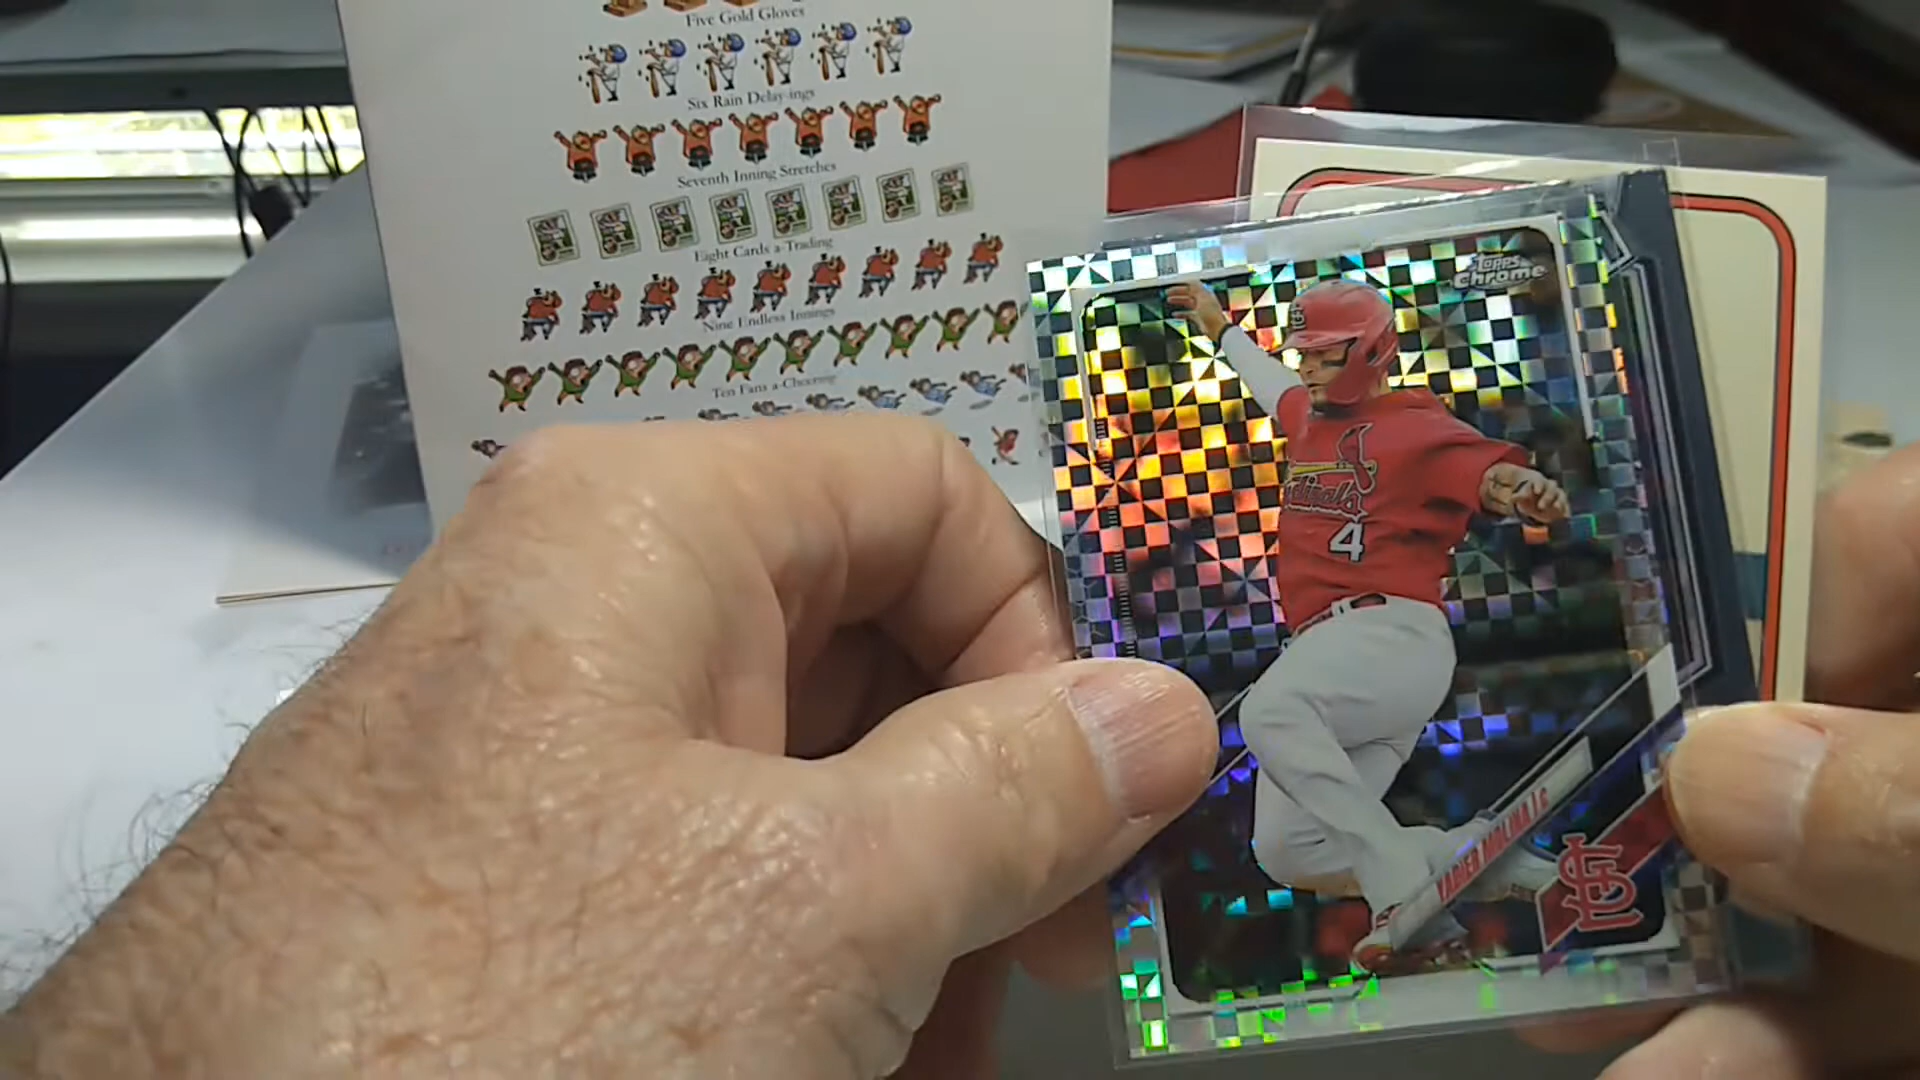 Five Gold Gloves
Six Rain Delay-ings
Seventh Inning Stretches
Eight Cards a-Trading
Nine Endless Innings
Ten Fans a-Cheering
Topps
Chrome
Cardinals
4
YADIER MOLINA | C
STL